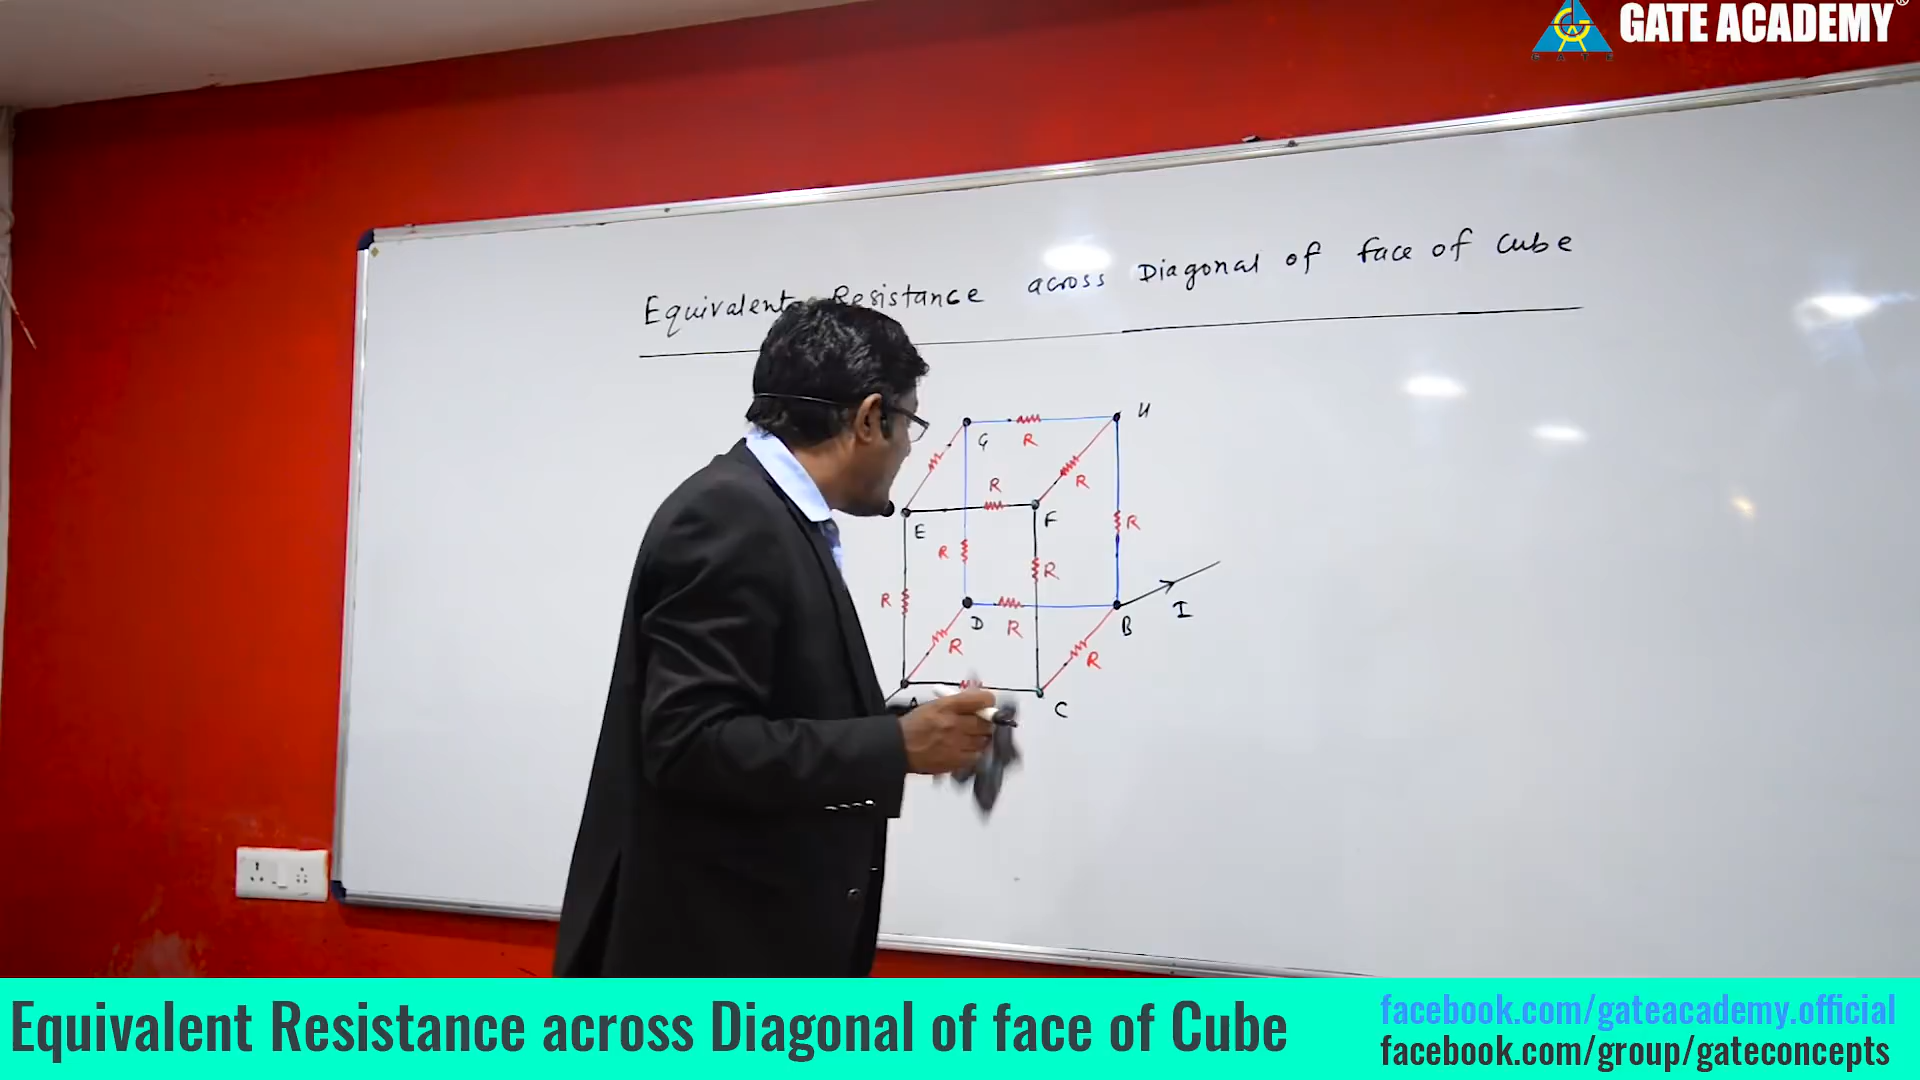 GATE ACADEMY®
GATE
Equivalent Resistance across Diagonal of face of Cube
G
R
H
R
R
E
F
R
R
R
R
D
R
B
I
R
R
A
C
Equivalent Resistance across Diagonal of face of Cube
facebook.com/gateacademy.official
facebook.com/group/gateconcepts